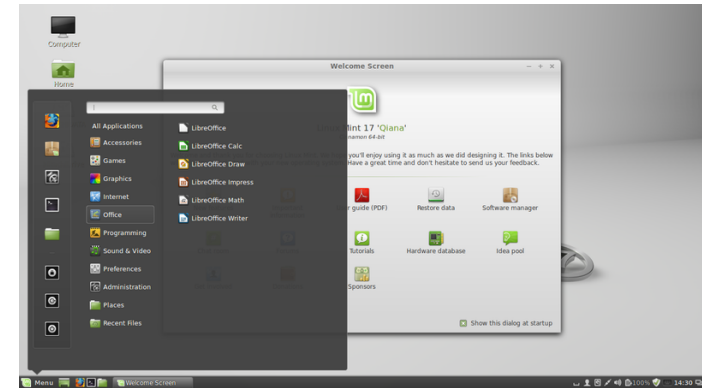 Computer
Home
Welcome Screen
Mint 17 'Qiana'
Cinnamon 64-bit
you'll enjoy using it as much as we did designing it. The links below
Have a great time and don't hesitate to send us your feedback.
All Applications
Accessories
Games
Graphics
Internet
Office
Programming
Sound & Video
Preferences
Administration
Places
Recent Files
LibreOffice
LibreOffice Calc
LibreOffice Draw
LibreOffice Impress
LibreOffice Math
LibreOffice Writer
guide (PDF)
Restore data
Software manager
Tutorials
Hardware database
Idea pool
Sponsors
Show this dialog at startup
Menu
Welcome Screen
100%
14:30